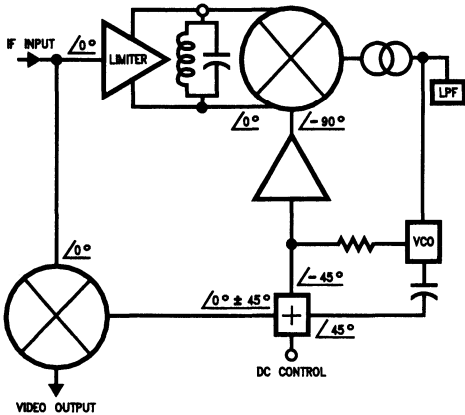 IF INPUT
∠0°
LIMITER
∠0°
∠-90°
LPF
∠0°
VCO
∠-45°
∠0° ± 45°
+
∠45°
DC CONTROL
VIDEO OUTPUT